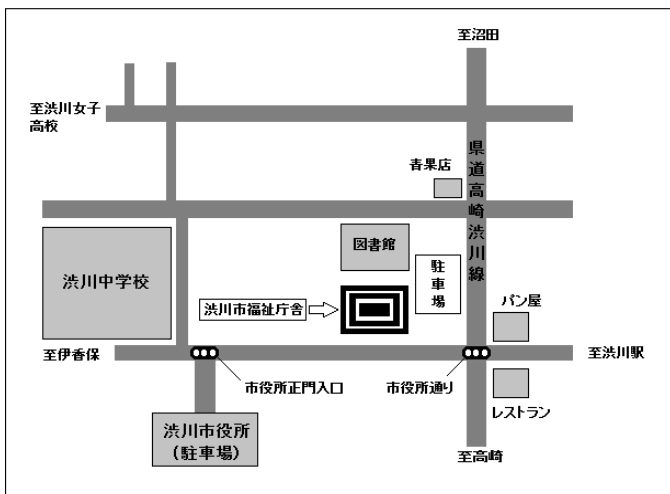 至沼田
至渋川女子
高校
県道高崎渋川線
青果店
図書館
駐車場
渋川中学校
渋川市福祉庁舎
パン屋
至伊香保
至渋川駅
市役所正門入口
市役所通り
レストラン
渋川市役所
(駐車場)
至高崎